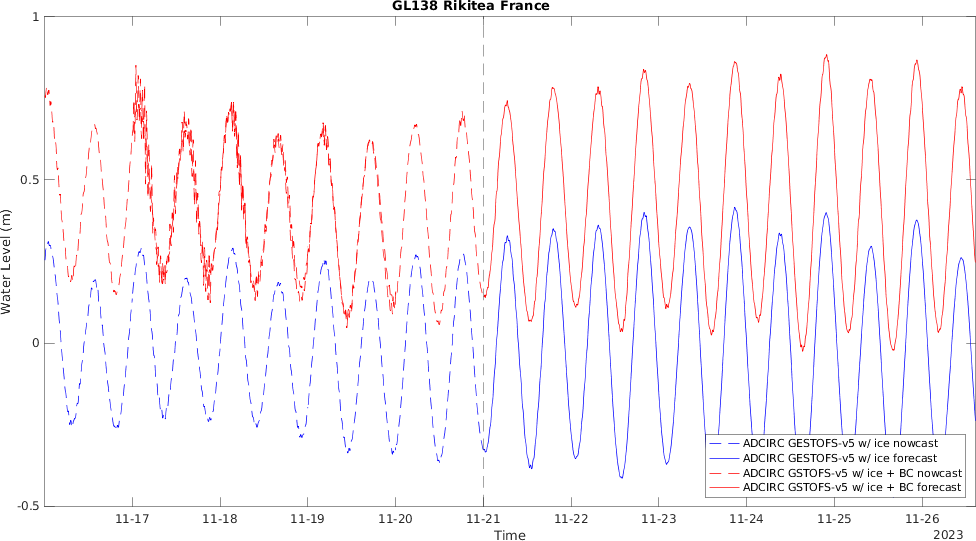 GL138 Rikitea France
1
0.5
0
-0.5
Water Level (m)
11-17
11-18
11-19
11-20
11-21
11-22
11-23
11-24
11-25
11-26
Time
2023
ADCIRC GESTOFS-v5 w/ ice nowcast
ADCIRC GESTOFS-v5 w/ ice forecast
ADCIRC GSTOFS-v5 w/ ice + BC nowcast
ADCIRC GSTOFS-v5 w/ ice + BC forecast